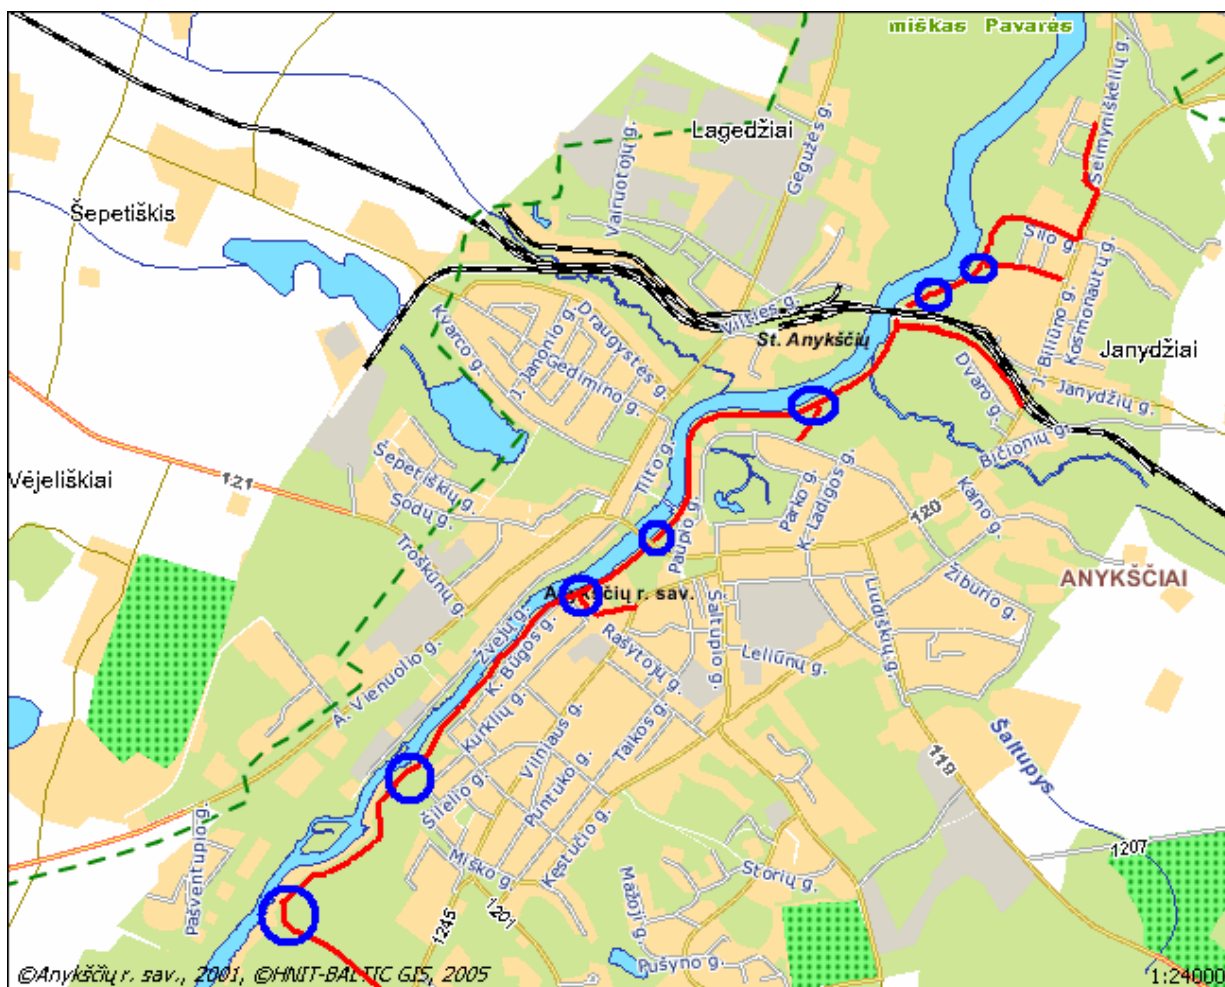 miškas Pavarės
Šeimyniškėlių g.
Lagedžiai
Vairuotojų g.
Gegužės g.
Šepetiškis
Šilo g.
Kosmonautų g.
J. Biliūno g.
Vilties g.
St. Anykščių
Janydžiai
Kvarco g.
J. Janonio g.
Draugystės g.
Gedimino g.
Dvaro g.
Janydžių g.
Bičionių g.
Vėjeliškiai
121
Šepetiškių g.
Sodų g.
Tilto g.
Parko g.
K. Ladigos g.
120
Kalno g.
Troškūnų g.
Paupio g.
Anykščių r. sav.
ANYKŠČIAI
Žiburio g.
Liudiškių g.
Žvejų g.
K. Būgos g.
Rašytojų g.
Šaltupio g.
Leliūnų g.
A. Vienuolio g.
Kurklių g.
Vilniaus g.
Taikos g.
Puntuko g.
Šilelio g.
119
Šaltupys
Pašventupio g.
Miško g.
Kęstučio g.
Storių g.
1207
Mažoji g.
1245
1201
Pušyno g.
©Anykščių r. sav., 2001, ©HNIT-BALTIC GIS, 2005
1:24000